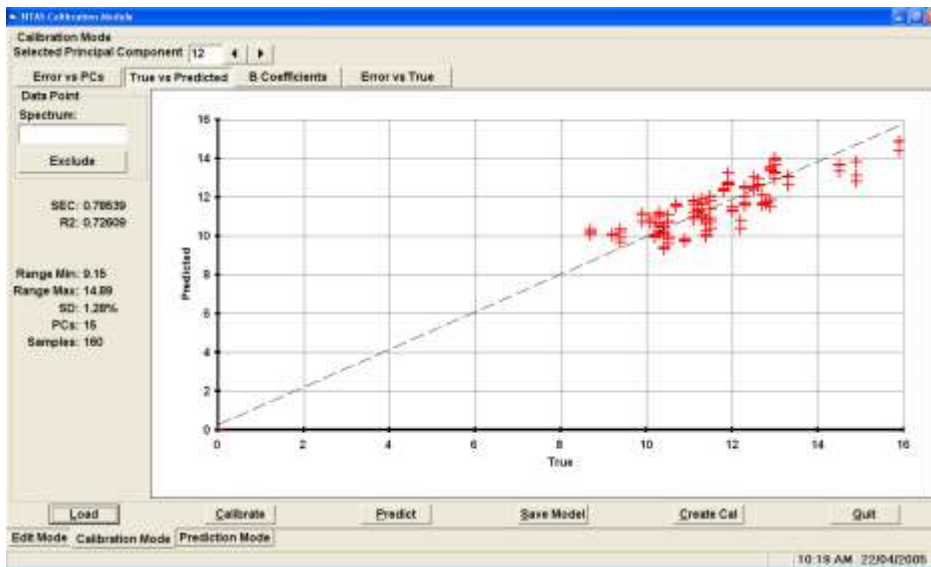 NTAS Calibration Module
Calibration Mode
Selected Principal Component 12
Error vs PCs True vs Predicted B Coefficients Error vs True
Data Point
Spectrum:
Exclude
SEC: 0.78539
R2: 0.72609
Range Min: 9.15
Range Max: 14.89
SD: 1.28%
PCs: 15
Samples: 160
16
14
12
10
8
6
4
2
0
Predicted
0 2 4 6 8 10 12 14 16
True
Load Calibrate Predict Save Model Create Cal Quit
Edit Mode Calibration Mode Prediction Mode
10:19 AM 22/04/2005